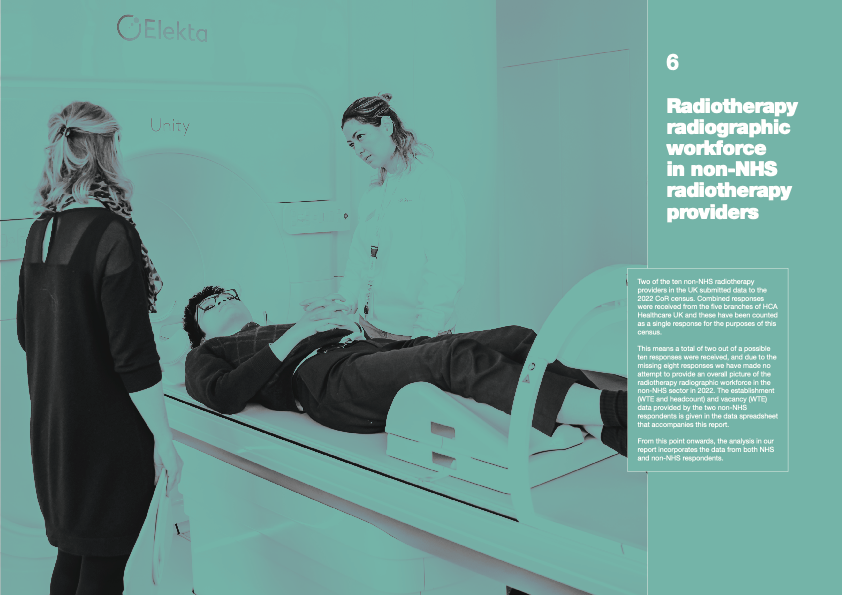 Elekta
Unity
6
Radiotherapy
radiographic
workforce
in non-NHS
radiotherapy
providers
Two of the ten non-NHS radiotherapy
providers in the UK submitted data to the
2022 CoR census. Combined responses
were received from the five branches of HCA
Healthcare UK and these have been counted
as a single response for the purposes of this
census.
This means a total of two out of a possible
ten responses were received, and due to the
missing eight responses we have made no
attempt to provide an overall picture of the
radiotherapy radiographic workforce in the
non-NHS sector in 2022. The establishment
(WTE and headcount) and vacancy (WTE)
data provided by the two non-NHS
respondents is given in the data spreadsheet
that accompanies this report.
From this point onwards, the analysis in our
report incorporates the data from both NHS
and non-NHS respondents.